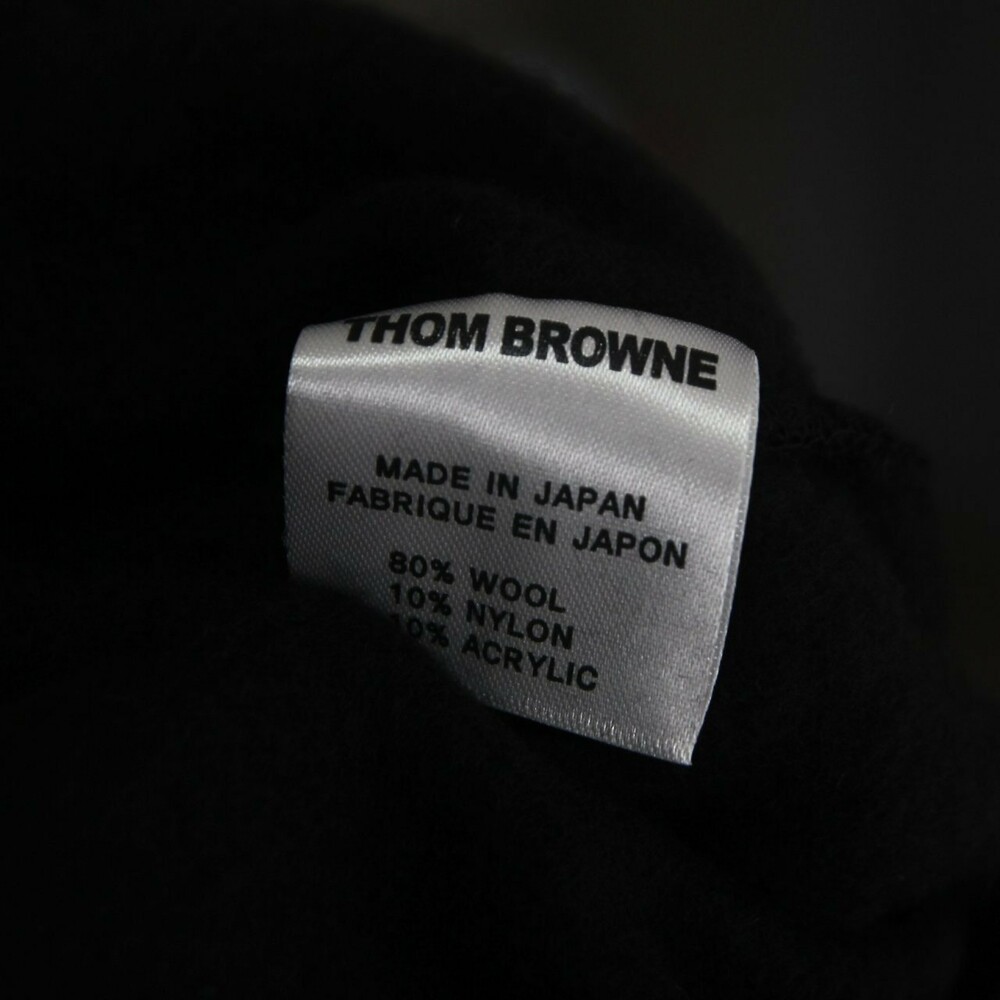 THOM BROWNE
MADE IN JAPAN
FABRIQUE EN JAPON
80% WOOL
10% NYLON
10% ACRYLIC